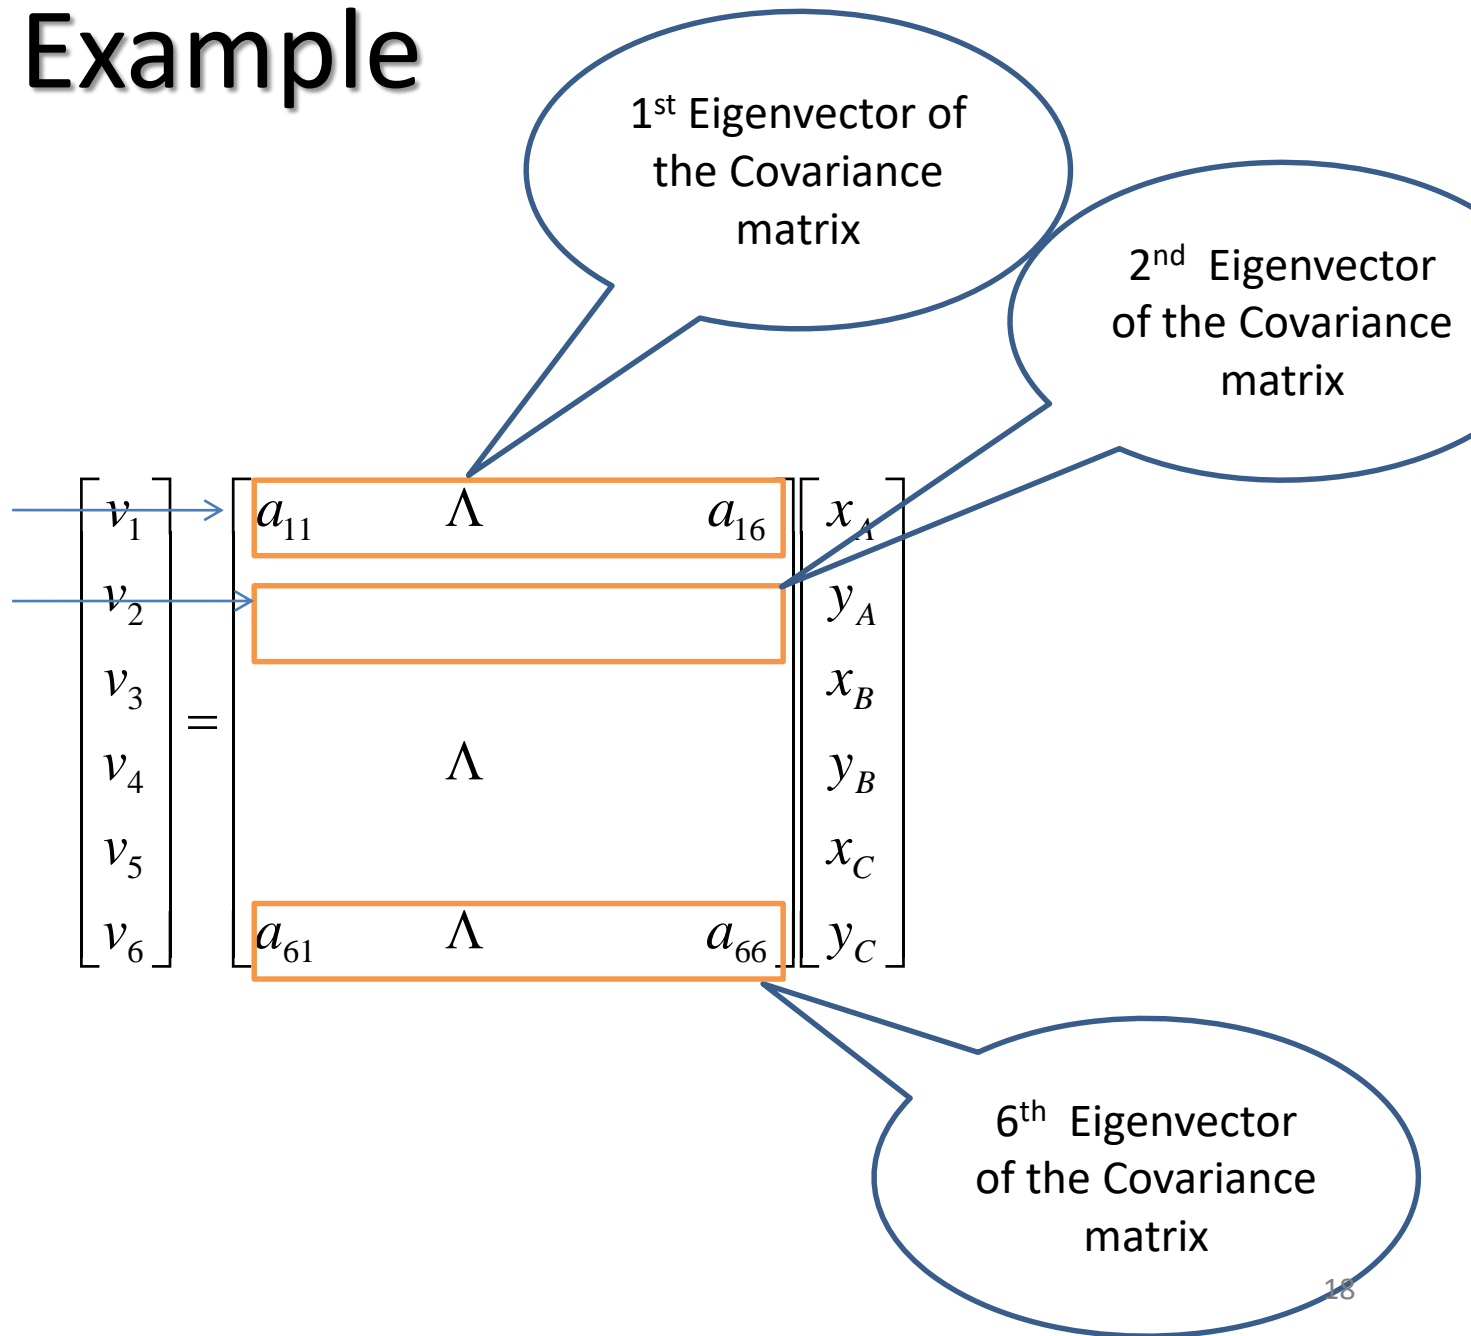 Example
1st Eigenvector of
the Covariance
matrix
2nd Eigenvector
of the Covariance
matrix
v1 a11 Λ a16 xA
v2 yA
v3 xB
=
v4 Λ yB
v5 xC
v6 a61 Λ a66 yC
6th Eigenvector
of the Covariance
matrix
18